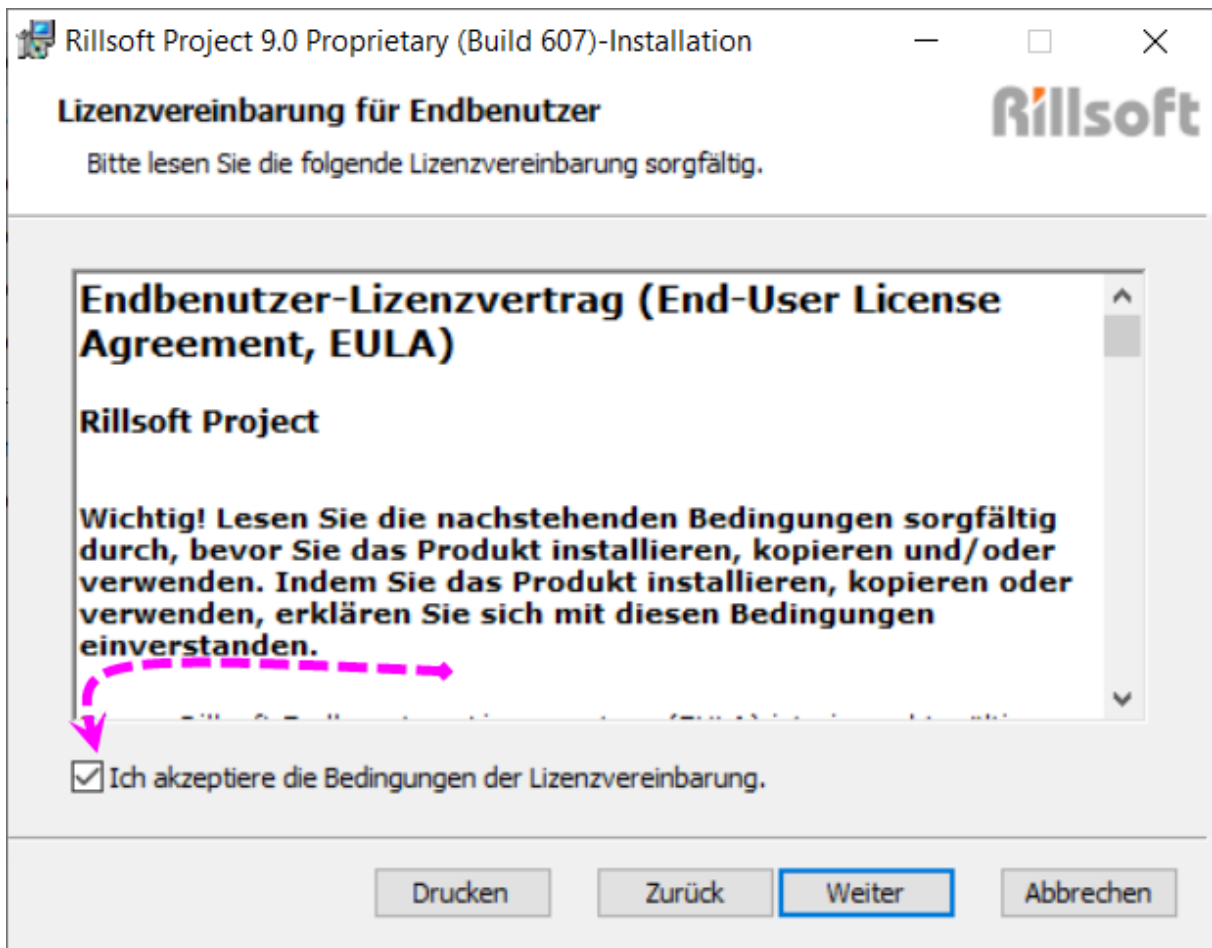 Rillsoft Project 9.0 Proprietary (Build 607)-Installation
Lizenzvereinbarung für Endbenutzer
Rillsoft
Bitte lesen Sie die folgende Lizenzvereinbarung sorgfältig.
Endbenutzer-Lizenzvertrag (End-User License
Agreement, EULA)
Rillsoft Project
Wichtig! Lesen Sie die nachstehenden Bedingungen sorgfältig
durch, bevor Sie das Produkt installieren, kopieren und/oder
verwenden. Indem Sie das Produkt installieren, kopieren oder
verwenden, erklären Sie sich mit diesen Bedingungen
einverstanden.
Ich akzeptiere die Bedingungen der Lizenzvereinbarung.
Drucken Zurück Weiter Abbrechen